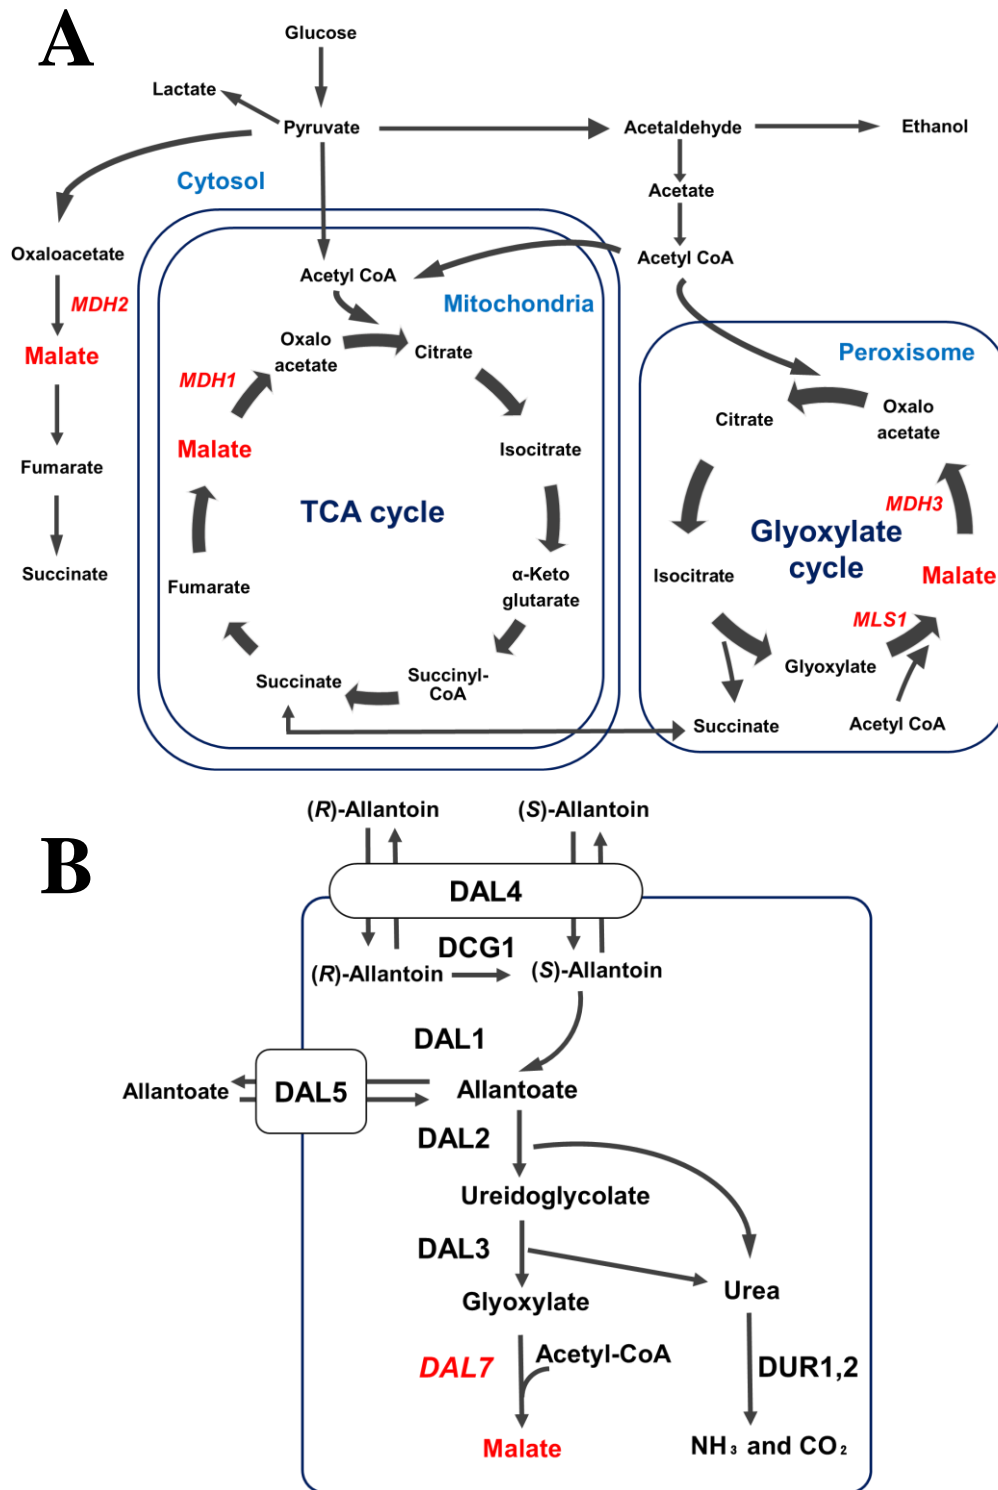 A
Glucose
Lactate
Pyruvate
Acetaldehyde
Ethanol
Cytosol
Acetate
Oxaloacetate
Acetyl CoA
Acetyl CoA
MDH2
Mitochondria
Malate
Oxalo
acetate
Citrate
Peroxisome
MDH1
Citrate
Oxalo
acetate
Malate
Isocitrate
Fumarate
TCA cycle
MDH3
Glyoxylate
cycle
Succinate
Fumarate
α-Keto
glutarate
Isocitrate
Malate
MLS1
Glyoxylate
Succinate
Succinyl-
CoA
Succinate
Acetyl CoA
B
(R)-Allantoin
(S)-Allantoin
DAL4
DCG1
(R)-Allantoin
(S)-Allantoin
DAL1
Allantoate
DAL5
Allantoate
DAL2
Ureidoglycolate
DAL3
Urea
Glyoxylate
DAL7
Acetyl-CoA
DUR1,2
Malate
NH₃ and CO₂